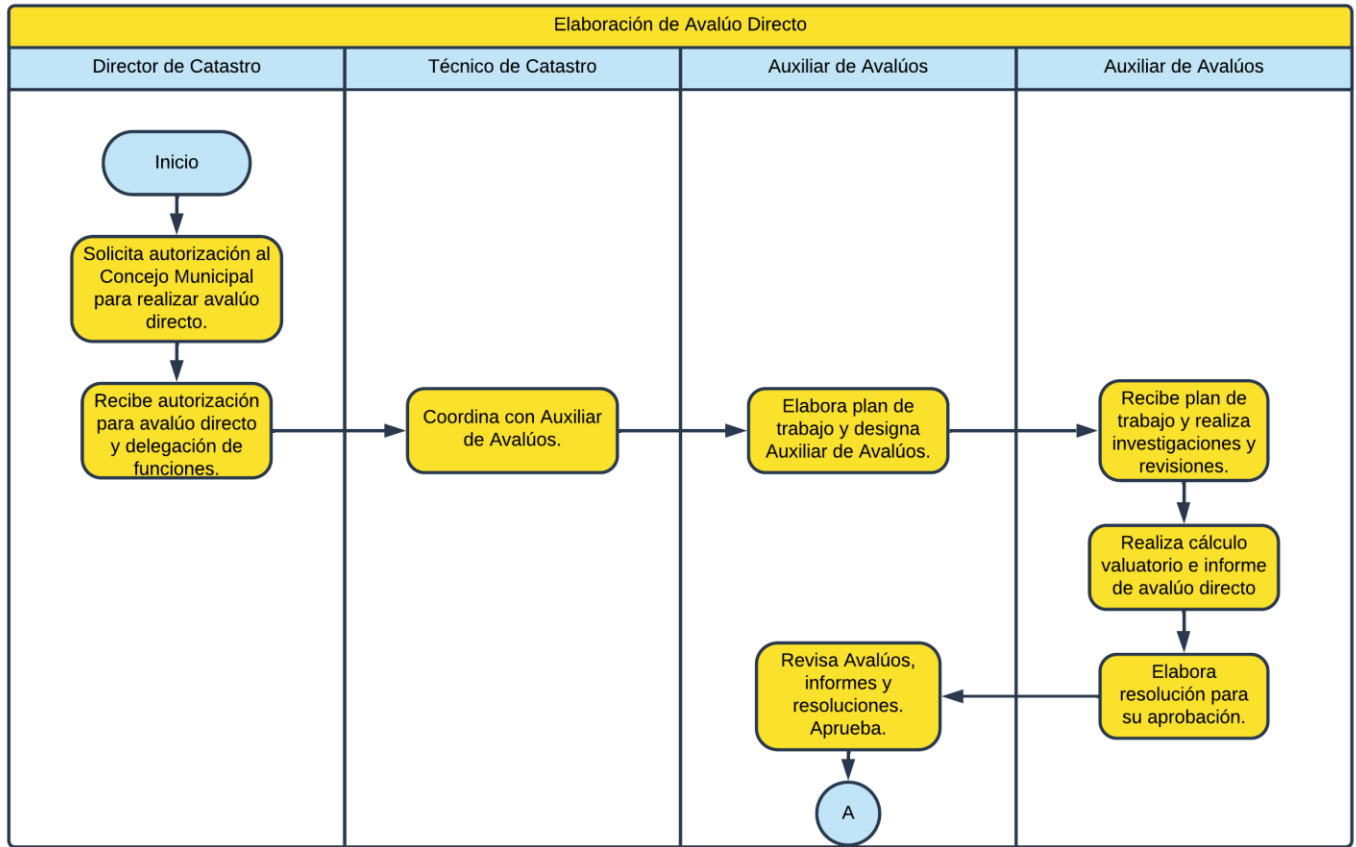 Elaboración de Avalúo Directo
Director de Catastro
Técnico de Catastro
Auxiliar de Avalúos
Auxiliar de Avalúos
Inicio
Solicita autorización al
Concejo Municipal
para realizar avalúo
directo.
Recibe autorización
para avalúo directo
y delegación de
funciones.
Coordina con Auxiliar
de Avalúos.
Elabora plan de
trabajo y designa
Auxiliar de Avalúos.
Recibe plan de
trabajo y realiza
investigaciones y
revisiones.
Realiza cálculo
valuatorio e informe
de avalúo directo
Elabora
resolución para
su aprobación.
Revisa Avalúos,
informes y
resoluciones.
Aprueba.
A